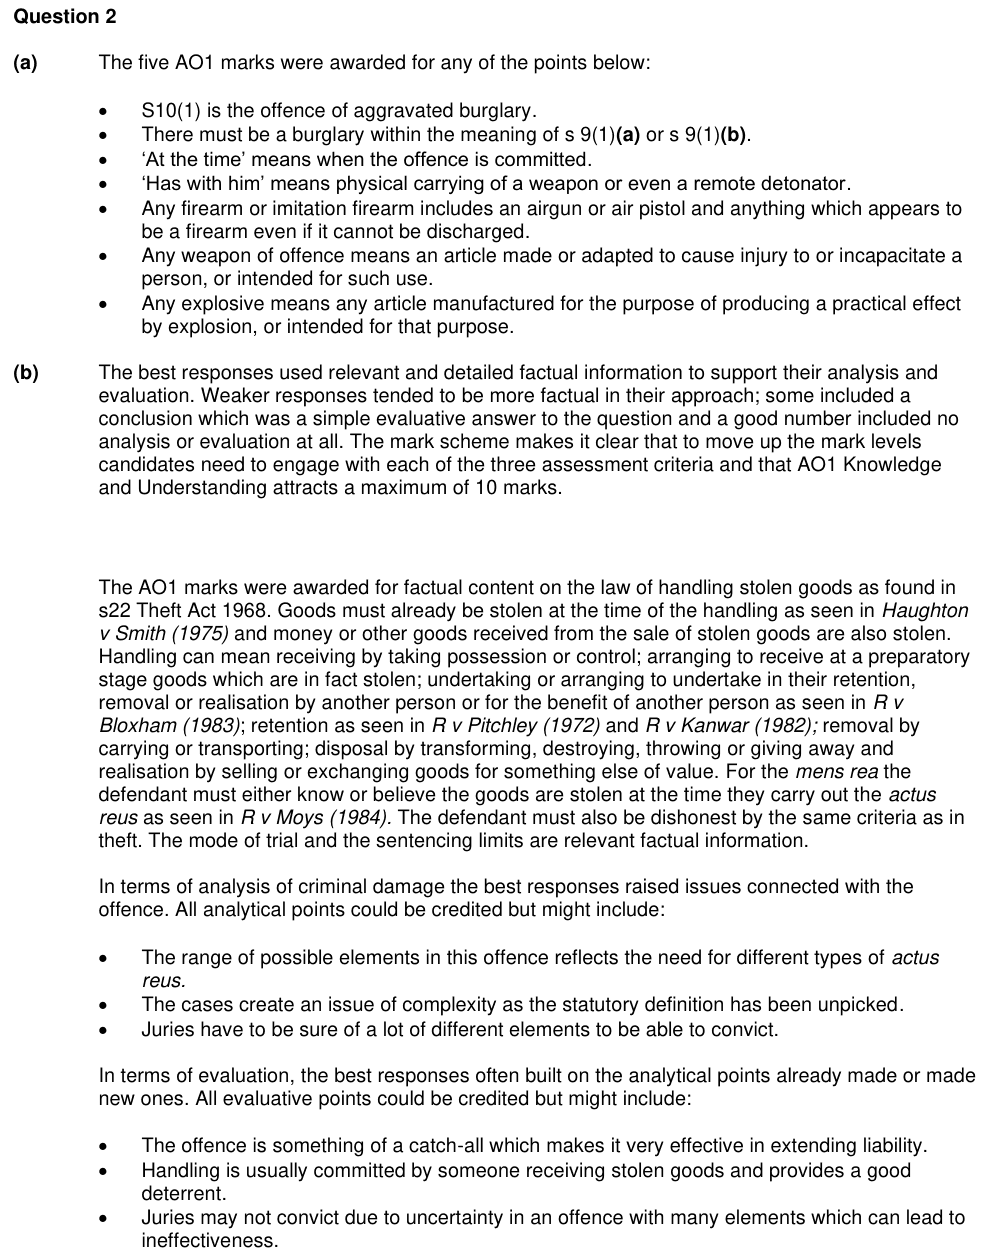 Question 2
(a) The five AO1 marks were awarded for any of the points below:
• S10(1) is the offence of aggravated burglary.
• There must be a burglary within the meaning of s 9(1)(a) or s 9(1)(b).
• ‘At the time’ means when the offence is committed.
• ‘Has with him’ means physical carrying of a weapon or even a remote detonator.
• Any firearm or imitation firearm includes an airgun or air pistol and anything which appears to
be a firearm even if it cannot be discharged.
• Any weapon of offence means an article made or adapted to cause injury to or incapacitate a
person, or intended for such use.
• Any explosive means any article manufactured for the purpose of producing a practical effect
by explosion, or intended for that purpose.
(b) The best responses used relevant and detailed factual information to support their analysis and
evaluation. Weaker responses tended to be more factual in their approach; some included a
conclusion which was a simple evaluative answer to the question and a good number included no
analysis or evaluation at all. The mark scheme makes it clear that to move up the mark levels
candidates need to engage with each of the three assessment criteria and that AO1 Knowledge
and Understanding attracts a maximum of 10 marks.
The AO1 marks were awarded for factual content on the law of handling stolen goods as found in
s22 Theft Act 1968. Goods must already be stolen at the time of the handling as seen in Haughton
v Smith (1975) and money or other goods received from the sale of stolen goods are also stolen.
Handling can mean receiving by taking possession or control; arranging to receive at a preparatory
stage goods which are in fact stolen; undertaking or arranging to undertake in their retention,
removal or realisation by another person or for the benefit of another person as seen in R v
Bloxham (1983); retention as seen in R v Pitchley (1972) and R v Kanwar (1982); removal by
carrying or transporting; disposal by transforming, destroying, throwing or giving away and
realisation by selling or exchanging goods for something else of value. For the mens rea the
defendant must either know or believe the goods are stolen at the time they carry out the actus
reus as seen in R v Moys (1984). The defendant must also be dishonest by the same criteria as in
theft. The mode of trial and the sentencing limits are relevant factual information.
In terms of analysis of criminal damage the best responses raised issues connected with the
offence. All analytical points could be credited but might include:
• The range of possible elements in this offence reflects the need for different types of actus
reus.
• The cases create an issue of complexity as the statutory definition has been unpicked.
• Juries have to be sure of a lot of different elements to be able to convict.
In terms of evaluation, the best responses often built on the analytical points already made or made
new ones. All evaluative points could be credited but might include:
• The offence is something of a catch-all which makes it very effective in extending liability.
• Handling is usually committed by someone receiving stolen goods and provides a good
deterrent.
• Juries may not convict due to uncertainty in an offence with many elements which can lead to
ineffectiveness.